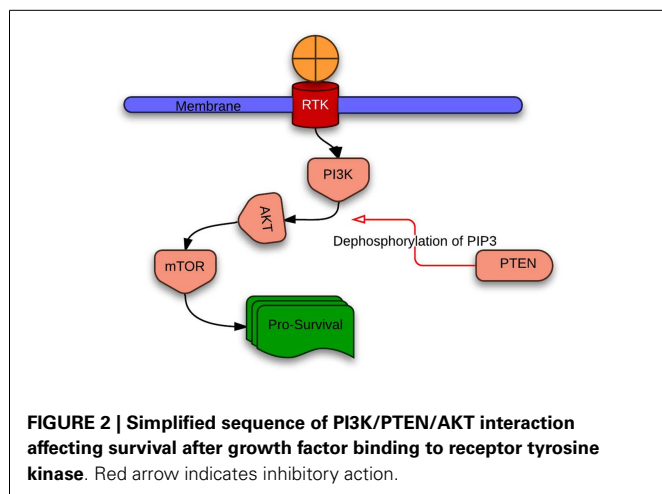 RTK
Membrane
PI3K
AKT
Dephosphorylation of PIP3
PTEN
mTOR
Pro-Survival
FIGURE 2 | Simplified sequence of PI3K/PTEN/AKT interaction
affecting survival after growth factor binding to receptor tyrosine
kinase. Red arrow indicates inhibitory action.